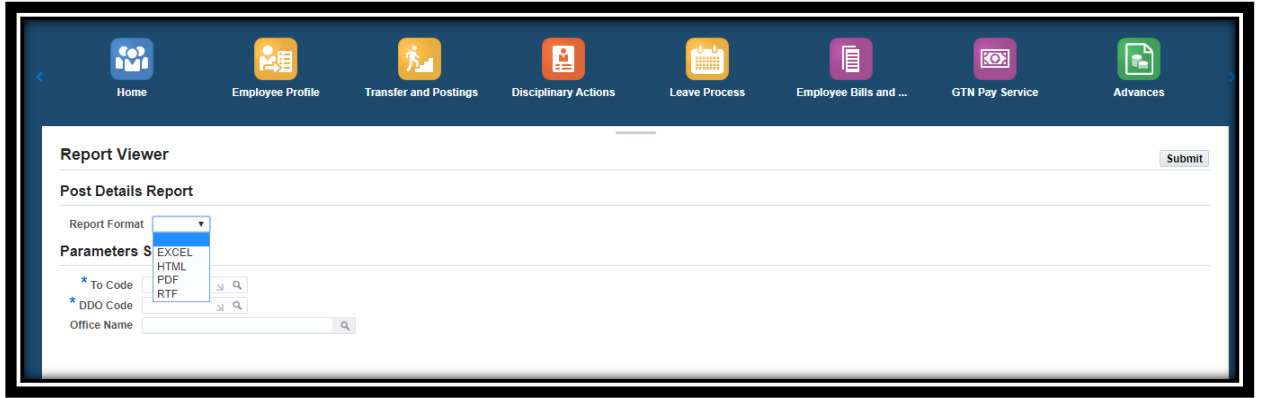 Home Employee Profile Transfer and Postings Disciplinary Actions Leave Process Employee Bills and ... GTN Pay Service Advances
Report Viewer
Submit
Post Details Report
Report Format
Parameters S
EXCEL
HTML
PDF
RTF
* To Code
* DDO Code
Office Name